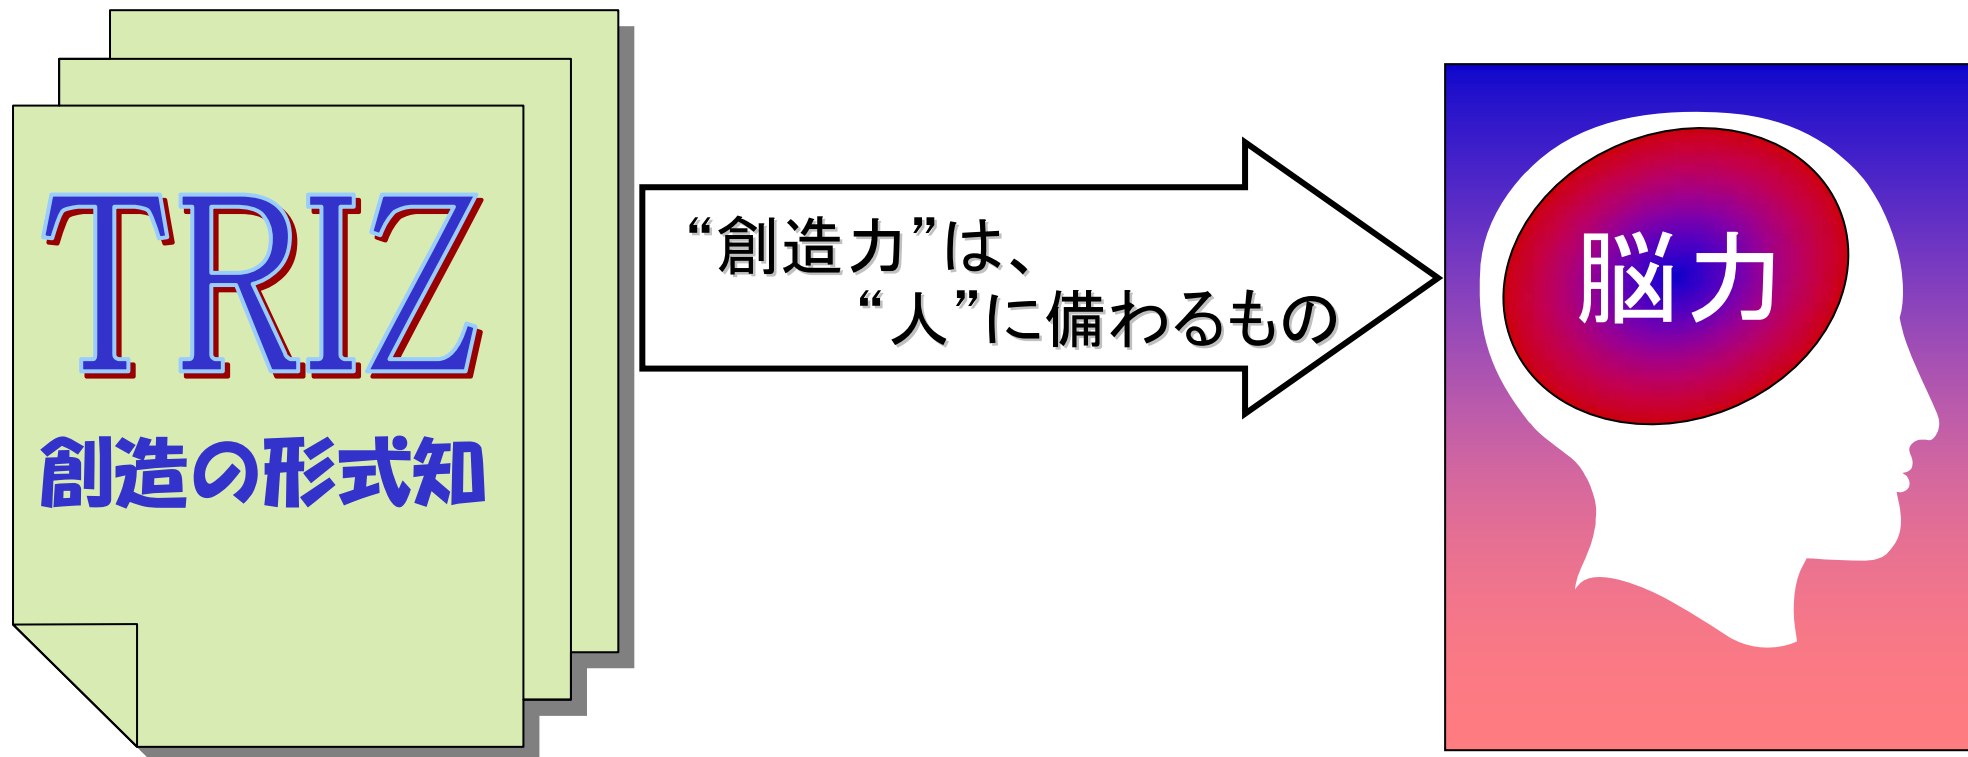 TRIZ
創造の形式知
“創造力”は、
“人”に備わるもの
脳力